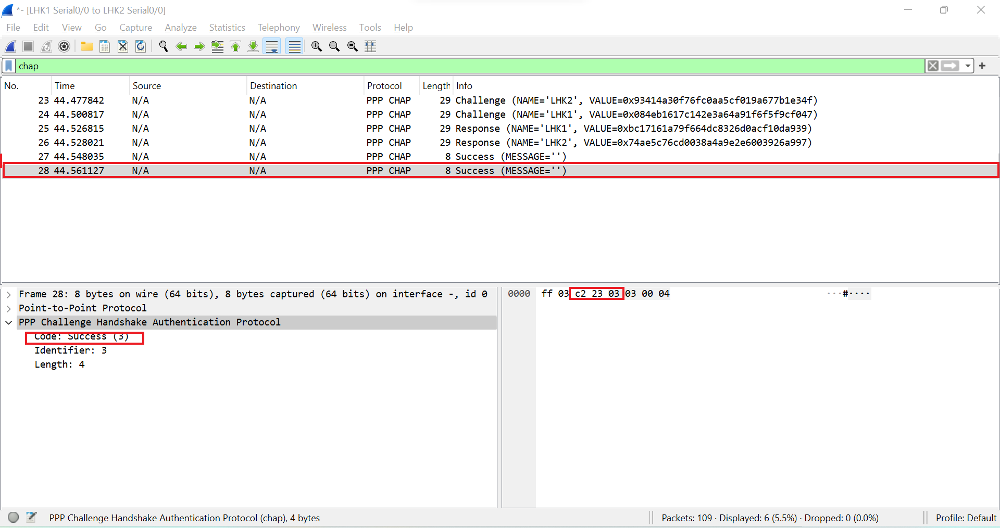 *- [LHK1 Serial0/0 to LHK2 Serial0/0]
File Edit View Go Capture Analyze Statistics Telephony Wireless Tools Help
chap
No. Time Source Destination Protocol Length Info
23 44.477842 N/A N/A PPP CHAP 29 Challenge (NAME='LHK2', VALUE=0x93414a30f76fc0aa5cf019a677b1e34f)
24 44.500817 N/A N/A PPP CHAP 29 Challenge (NAME='LHK1', VALUE=0x084eb1617c142e3a64a91f6f5f9cf047)
25 44.526815 N/A N/A PPP CHAP 29 Response (NAME='LHK1', VALUE=0xbc17161a79f664dc8326d0acf10da939)
26 44.528021 N/A N/A PPP CHAP 29 Response (NAME='LHK2', VALUE=0x74ae5c76cd0038a4a9e2e6003926a997)
27 44.548035 N/A N/A PPP CHAP 8 Success (MESSAGE='')
28 44.561127 N/A N/A PPP CHAP 8 Success (MESSAGE='')
Frame 28: 8 bytes on wire (64 bits), 8 bytes captured (64 bits) on interface -, id 0
Point-to-Point Protocol
PPP Challenge Handshake Authentication Protocol
Code: Success (3)
Identifier: 3
Length: 4
0000 ff 03 c2 23 03 03 00 04 ···#····
PPP Challenge Handshake Authentication Protocol (chap), 4 bytes
Packets: 109 · Displayed: 6 (5.5%) · Dropped: 0 (0.0%)
Profile: Default